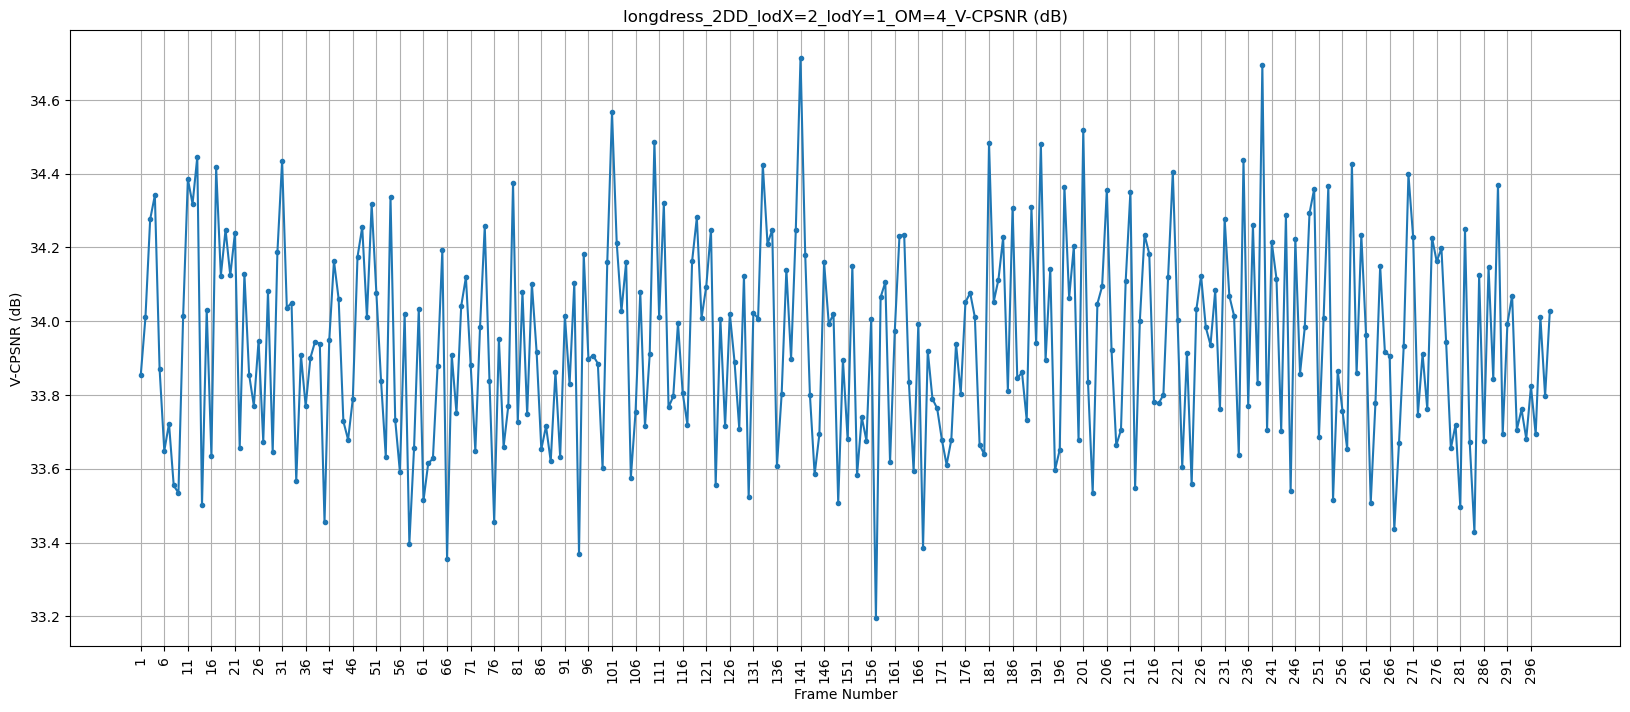 longdress_2DD_lodX=2_lodY=1_OM=4_V-CPSNR (dB)
V-CPSNR (dB)
34.6
34.4
34.2
34.0
33.8
33.6
33.4
33.2
1 6 11 16 21 26 31 36 41 46 51 56 61 66 71 76 81 86 91 96 101 106 111 116 121 126 131 136 141 146 151 156 161 166 171 176 181 186 191 196 201 206 211 216 221 226 231 236 241 246 251 256 261 266 271 276 281 286 291 296
Frame Number